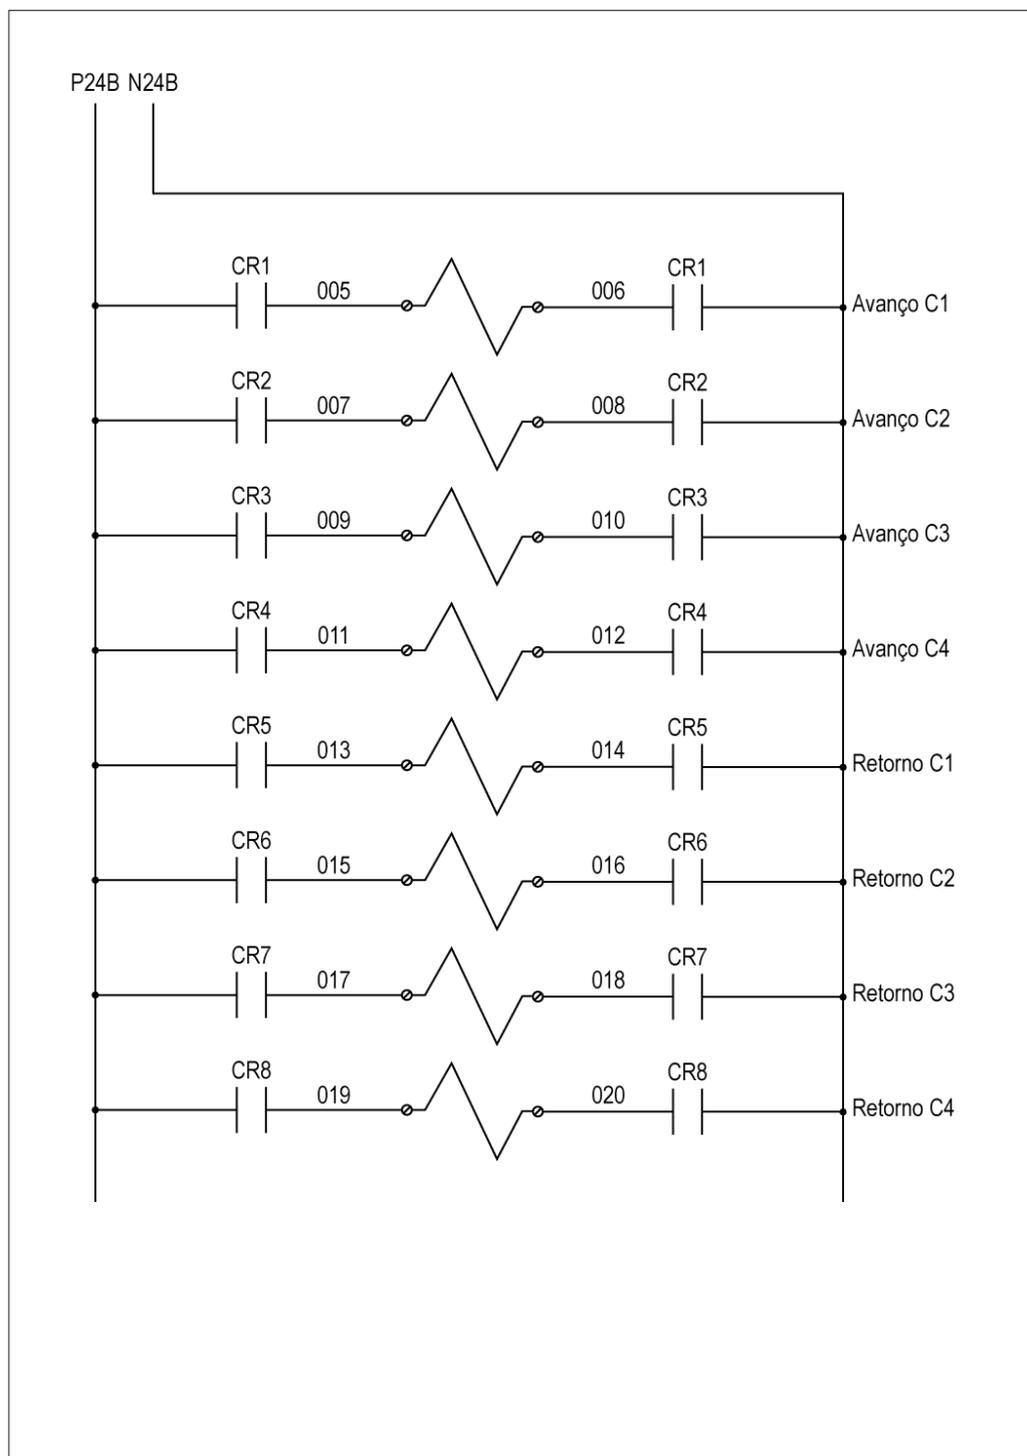 P24B N24B
CR1 005 006 CR1 Avanço C1
CR2 007 008 CR2 Avanço C2
CR3 009 010 CR3 Avanço C3
CR4 011 012 CR4 Avanço C4
CR5 013 014 CR5 Retorno C1
CR6 015 016 CR6 Retorno C2
CR7 017 018 CR7 Retorno C3
CR8 019 020 CR8 Retorno C4